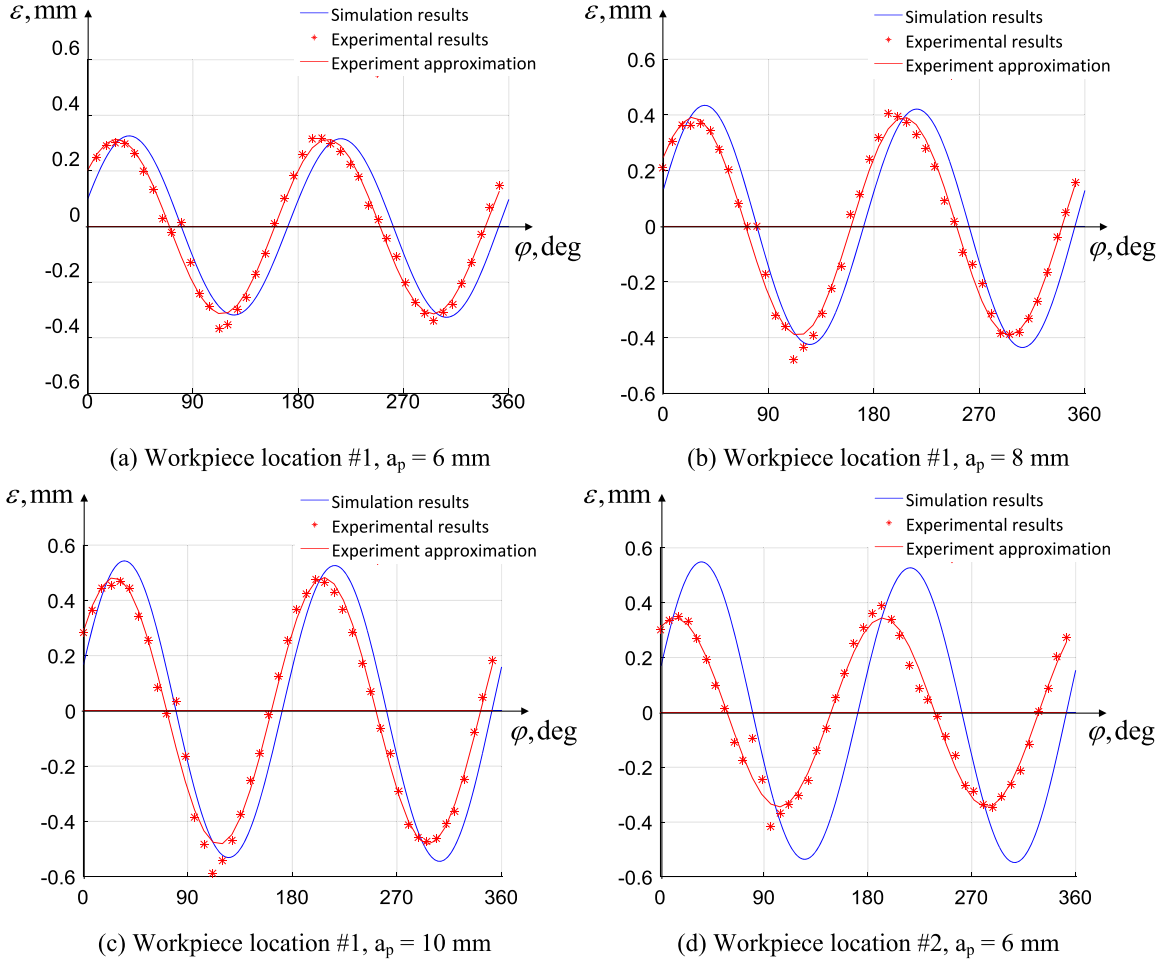 ε, mm
Simulation results
Experimental results
Experiment approximation
0.6
0.4
0.2
0
-0.2
-0.4
-0.6
φ, deg
0 90 180 270 360
(a) Workpiece location #1, aₚ = 6 mm
ε, mm
Simulation results
Experimental results
Experiment approximation
0.6
0.4
0.2
0
-0.2
-0.4
-0.6
φ, deg
0 90 180 270 360
(b) Workpiece location #1, aₚ = 8 mm
ε, mm
Simulation results
Experimental results
Experiment approximation
0.6
0.4
0.2
0
-0.2
-0.4
-0.6
φ, deg
0 90 180 270 360
(c) Workpiece location #1, aₚ = 10 mm
ε, mm
Simulation results
Experimental results
Experiment approximation
0.6
0.4
0.2
0
-0.2
-0.4
-0.6
φ, deg
0 90 180 270 360
(d) Workpiece location #2, aₚ = 6 mm